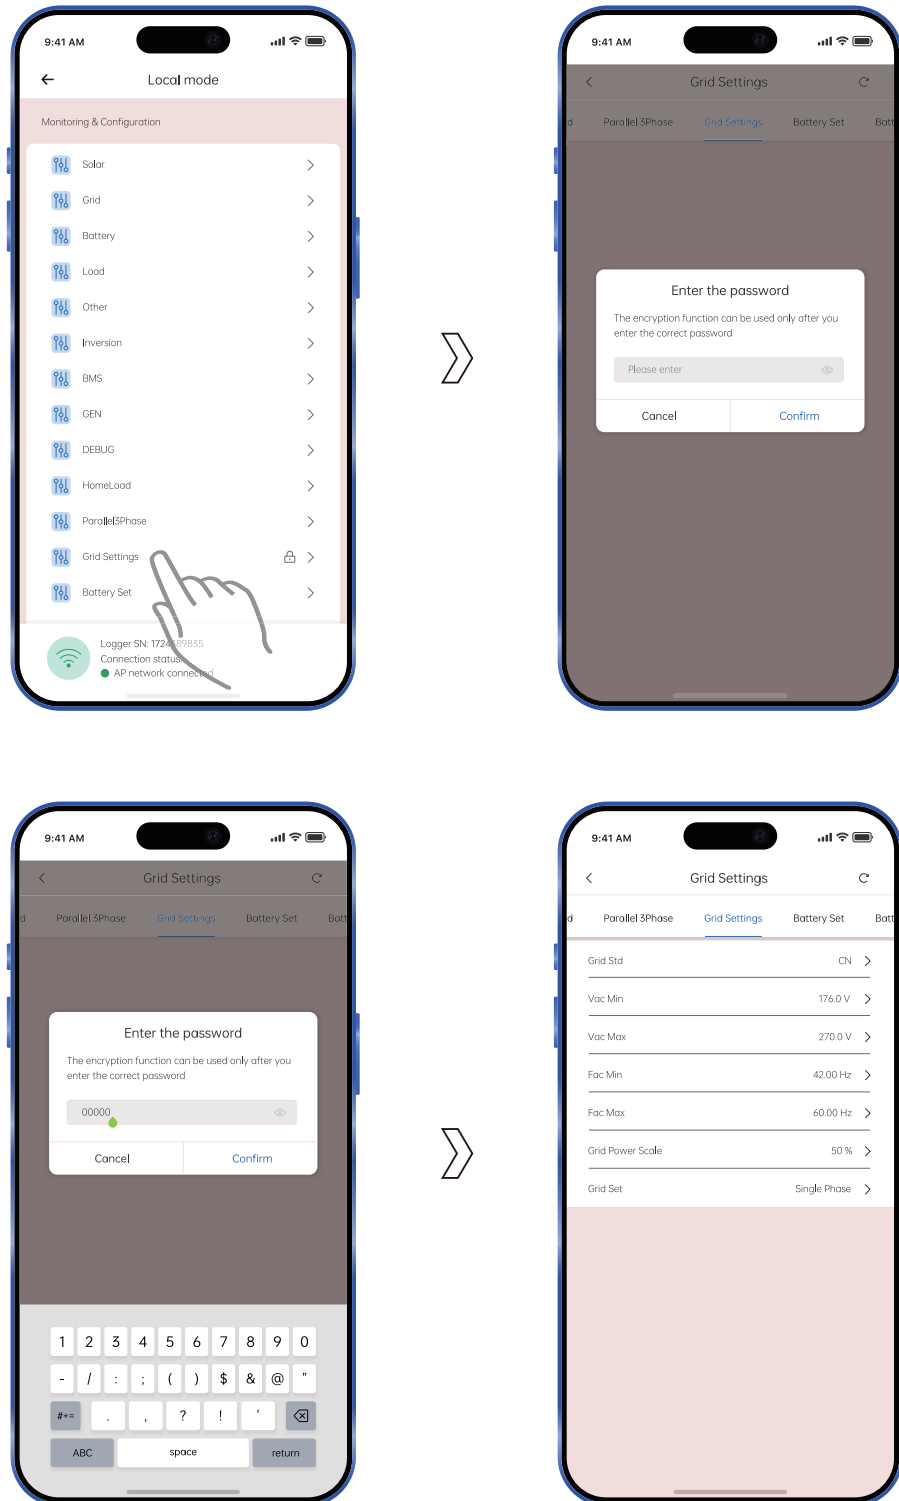 9:41 AM
Local mode
Monitoring & Configuration
Solar
Grid
Battery
Load
Other
Inversion
BMS
GEN
DEBUG
HomeLoad
Parallel3Phase
Grid Settings
Battery Set
Logger SN: 1724 89835
Connection status
AP network connected
9:41 AM
Grid Settings
d Parallel 3Phase Grid Settings Battery Set Batt
Enter the password
The encryption function can be used only after you
enter the correct password
Please enter
Cancel Confirm
9:41 AM
Grid Settings
d Parallel 3Phase Grid Settings Battery Set Batt
Enter the password
The encryption function can be used only after you
enter the correct password
00000
Cancel Confirm
1 2 3 4 5 6 7 8 9 0
- / : ; ( ) $ & @ "
#+= . , ? ! '
ABC space return
9:41 AM
Grid Settings
d Parallel 3Phase Grid Settings Battery Set Batt
Grid Std CN
Vac Min 176.0 V
Vac Max 270.0 V
Fac Min 42.00 Hz
Fac Max 60.00 Hz
Grid Power Scale 50 %
Grid Set Single Phase